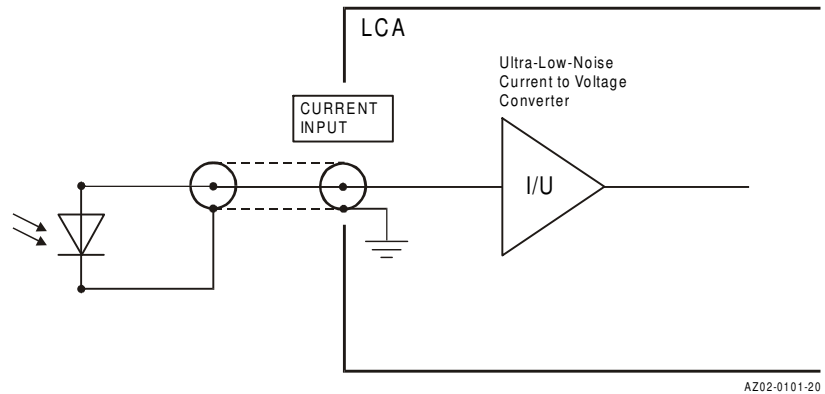 LCA
Ultra-Low-Noise
Current to Voltage
Converter
CURRENT
INPUT
I/U
AZ02-0101-20